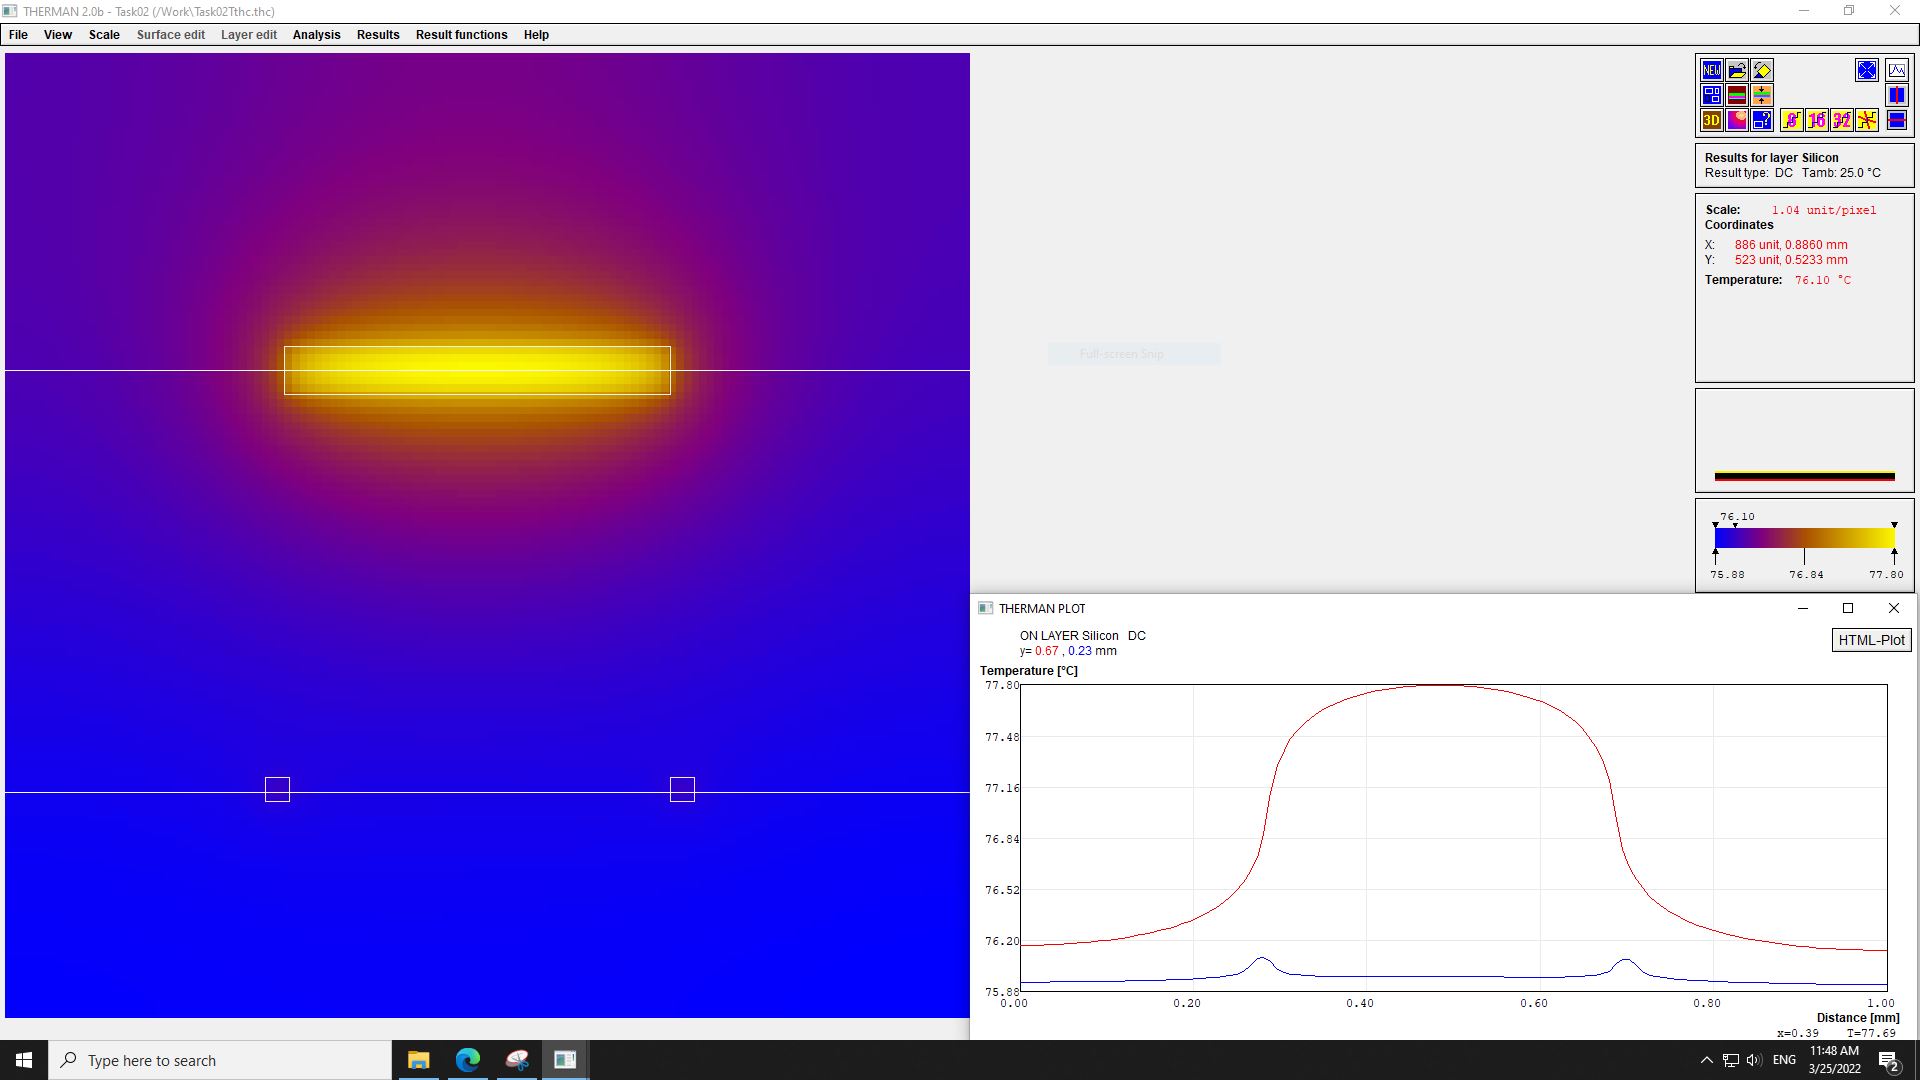 THERMAN 2.0b - Task02 (/Work\Task02Tthc.thc)
File View Scale Surface edit Layer edit Analysis Results Result functions Help
NEW
3D 8 16 32
Results for layer Silicon
Result type: DC Tamb: 25.0 °C
Scale: 1.04 unit/pixel
Coordinates
X: 886 unit, 0.8860 mm
Y: 523 unit, 0.5233 mm
Temperature: 76.10 °C
Full-screen Snip
76.10
75.88 76.84 77.80
THERMAN PLOT
ON LAYER Silicon DC
HTML-Plot
y= 0.67 , 0.23 mm
Temperature [°C]
77.80
77.48
77.16
76.84
76.52
76.20
75.88
0.00 0.20 0.40 0.60 0.80 1.00
Distance [mm]
x=0.39 T=77.69
Type here to search
ENG
11:48 AM
3/25/2022
2